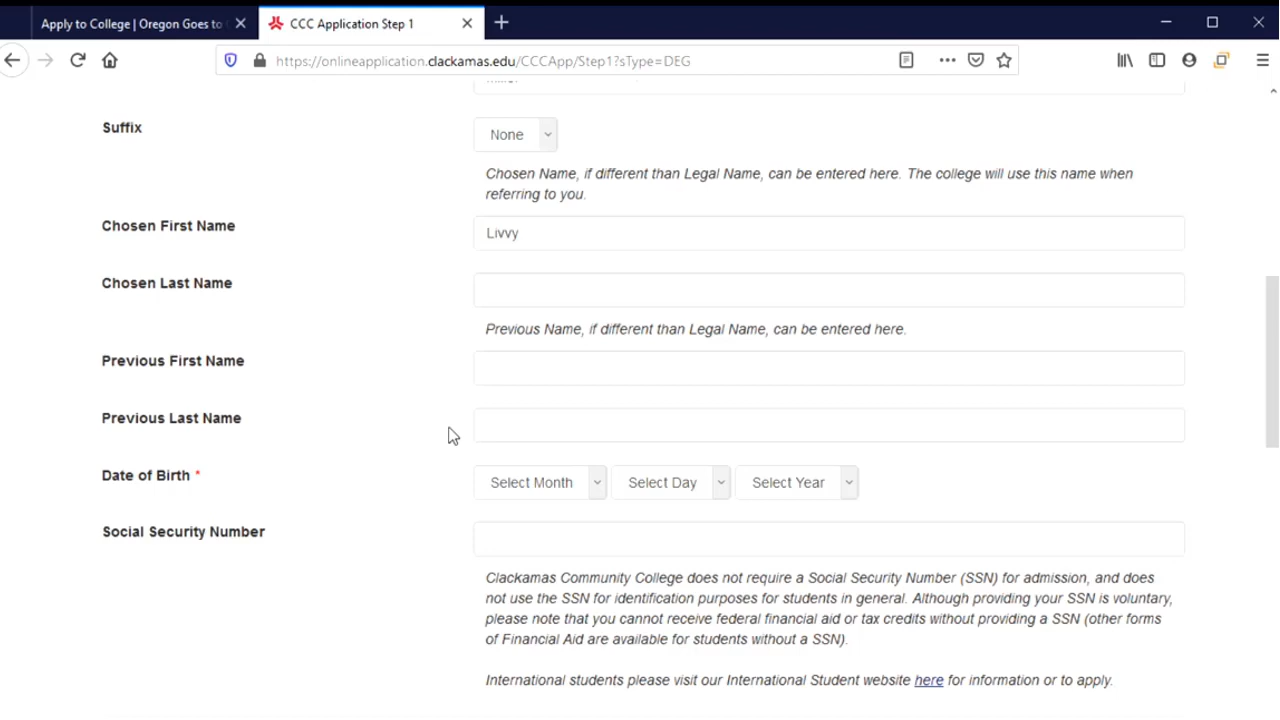 Apply to College | Oregon Goes to
CCC Application Step 1
https://onlineapplication.clackamas.edu/CCCApp/Step1?sType=DEG
Suffix
None
Chosen Name, if different than Legal Name, can be entered here. The college will use this name when
referring to you.
Chosen First Name
Livvy
Chosen Last Name
Previous Name, if different than Legal Name, can be entered here.
Previous First Name
Previous Last Name
Date of Birth *
Select Month
Select Day
Select Year
Social Security Number
Clackamas Community College does not require a Social Security Number (SSN) for admission, and does
not use the SSN for identification purposes for students in general. Although providing your SSN is voluntary,
please note that you cannot receive federal financial aid or tax credits without providing a SSN (other forms
of Financial Aid are available for students without a SSN).
International students please visit our International Student website here for information or to apply.